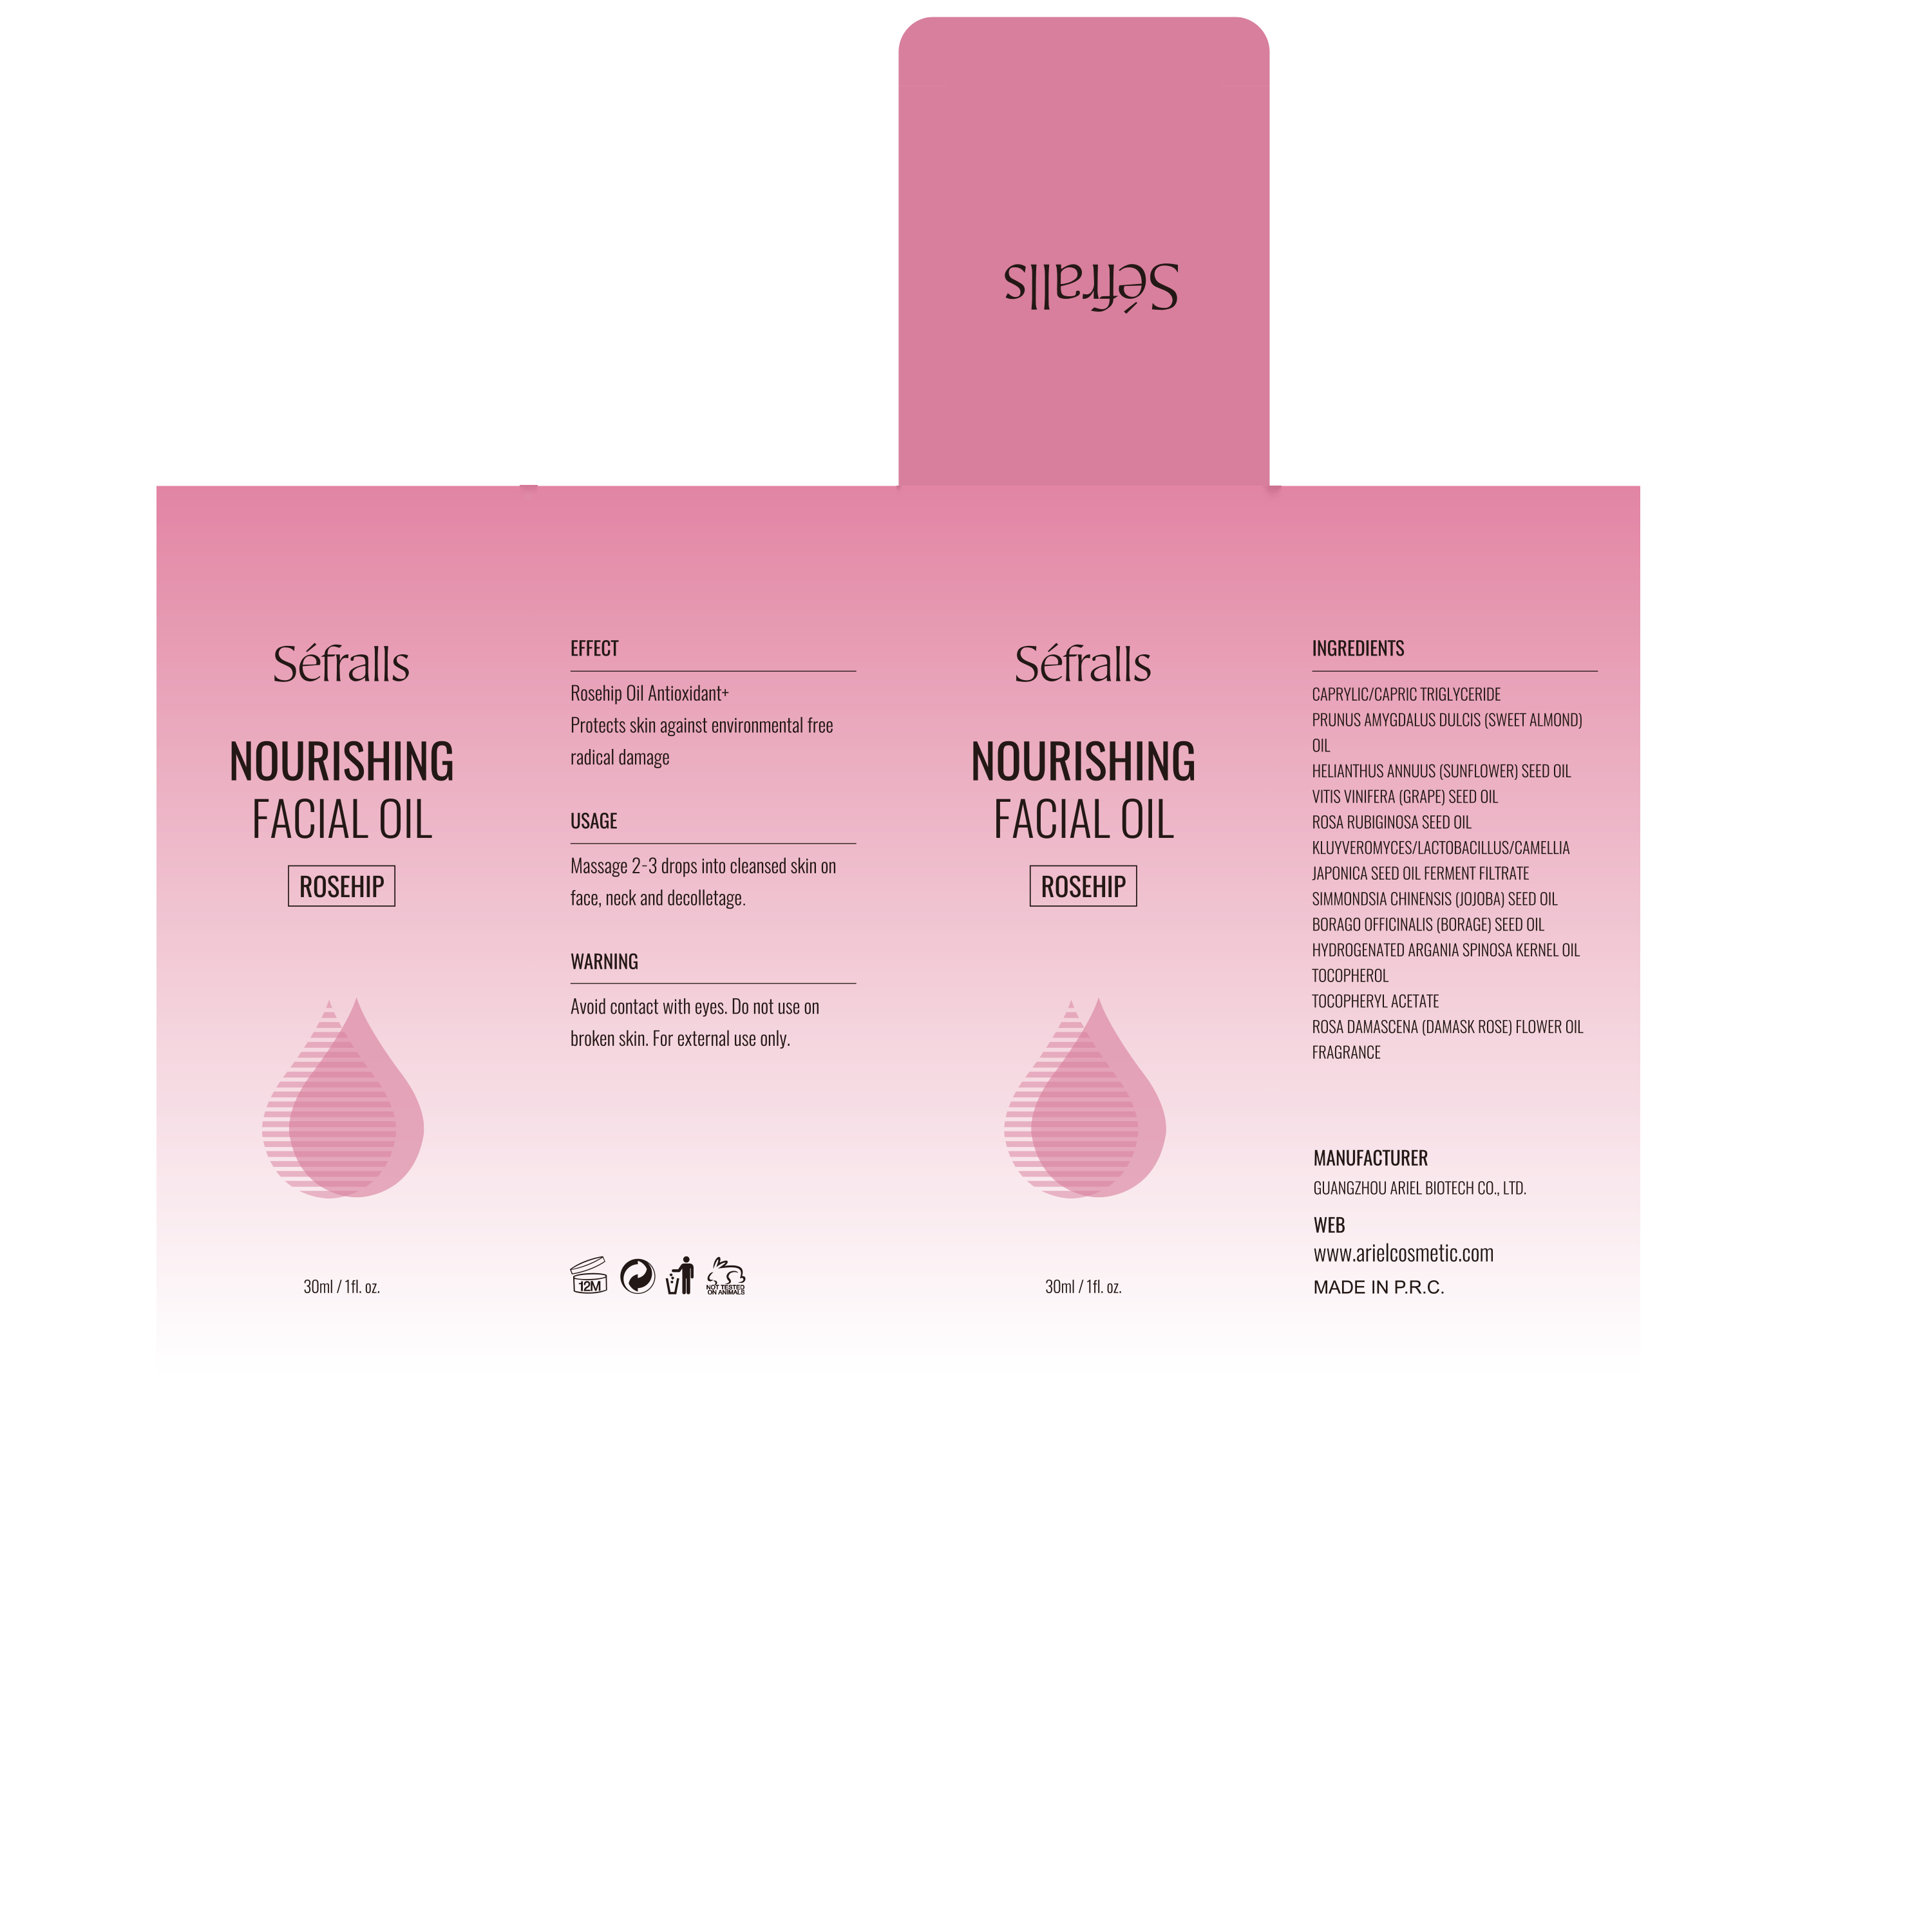 Séfralls
Séfralls
NOURISHING
FACIAL OIL
ROSEHIP
30ml / 1fl. oz.
EFFECT
Rosehip Oil Antioxidant+
Protects skin against environmental free
radical damage
USAGE
Massage 2-3 drops into cleansed skin on
face, neck and decolletage.
WARNING
Avoid contact with eyes. Do not use on
broken skin. For external use only.
12M
NOT TESTED
ON ANIMALS
Séfralls
NOURISHING
FACIAL OIL
ROSEHIP
30ml / 1fl. oz.
INGREDIENTS
CAPRYLIC/CAPRIC TRIGLYCERIDE
PRUNUS AMYGDALUS DULCIS (SWEET ALMOND)
OIL
HELIANTHUS ANNUUS (SUNFLOWER) SEED OIL
VITIS VINIFERA (GRAPE) SEED OIL
ROSA RUBIGINOSA SEED OIL
KLUYVEROMYCES/LACTOBACILLUS/CAMELLIA
JAPONICA SEED OIL FERMENT FILTRATE
SIMMONDSIA CHINENSIS (JOJOBA) SEED OIL
BORAGO OFFICINALIS (BORAGE) SEED OIL
HYDROGENATED ARGANIA SPINOSA KERNEL OIL
TOCOPHEROL
TOCOPHERYL ACETATE
ROSA DAMASCENA (DAMASK ROSE) FLOWER OIL
FRAGRANCE
MANUFACTURER
GUANGZHOU ARIEL BIOTECH CO., LTD.
WEB
www.arielcosmetic.com
MADE IN P.R.C.